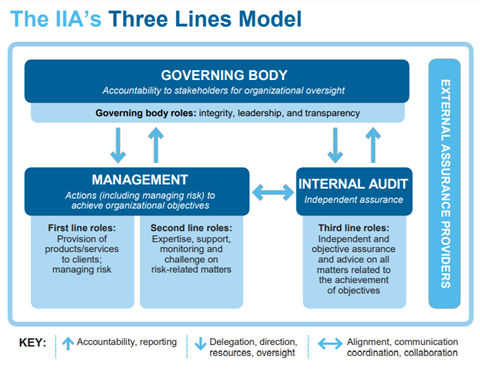 The IIA's Three Lines Model
GOVERNING BODY
Accountability to stakeholders for organizational oversight
Governing body roles: integrity, leadership, and transparency
MANAGEMENT
Actions (including managing risk) to
achieve organizational objectives
First line roles:
Provision of
products/services
to clients;
managing risk
Second line roles:
Expertise, support,
monitoring and
challenge on
risk-related matters
INTERNAL AUDIT
Independent assurance
Third line roles:
Independent and
objective assurance
and advice on all
matters related to
the achievement
of objectives
EXTERNAL ASSURANCE PROVIDERS
KEY:
Accountability, reporting
Delegation, direction,
resources, oversight
Alignment, communication
coordination, collaboration